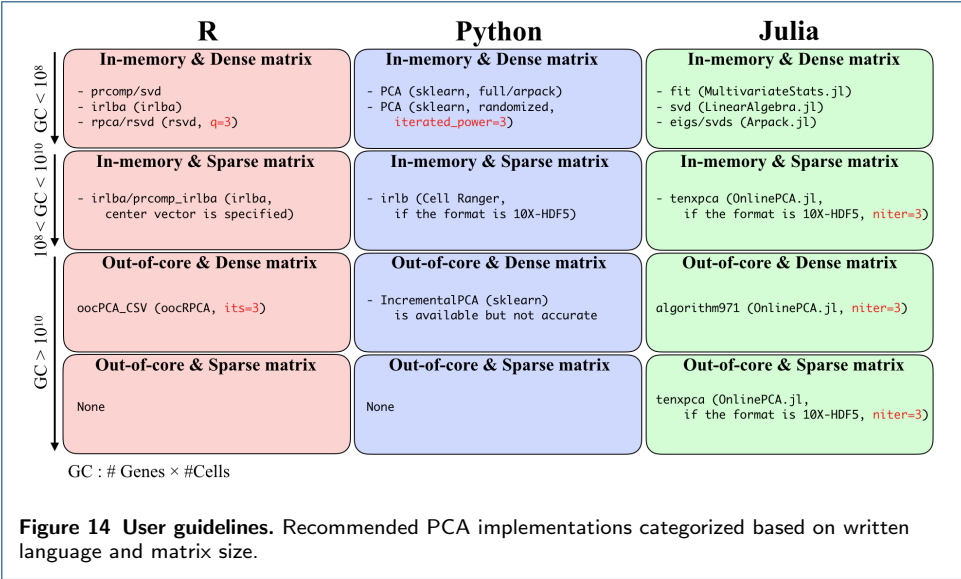 R
Python
Julia
GC < 10⁸
In-memory & Dense matrix
- prcomp/svd
- irlba (irlba)
- rpca/rsvd (rsvd, q=3)
In-memory & Dense matrix
- PCA (sklearn, full/arpack)
- PCA (sklearn, randomized,
iterated_power=3)
In-memory & Dense matrix
- fit (MultivariateStats.jl)
- svd (LinearAlgebra.jl)
- eigs/svds (Arpack.jl)
10⁸ < GC < 10¹⁰
In-memory & Sparse matrix
- irlba/prcomp_irlba (irlba,
center vector is specified)
In-memory & Sparse matrix
- irlb (Cell Ranger,
if the format is 10X-HDF5)
In-memory & Sparse matrix
- tenxpca (OnlinePCA.jl,
if the format is 10X-HDF5, niter=3)
GC > 10¹⁰
Out-of-core & Dense matrix
oocPCA_CSV (oocRPCA, its=3)
Out-of-core & Dense matrix
- IncrementalPCA (sklearn)
is available but not accurate
Out-of-core & Dense matrix
algorithm971 (OnlinePCA.jl, niter=3)
Out-of-core & Sparse matrix
None
Out-of-core & Sparse matrix
None
Out-of-core & Sparse matrix
tenxpca (OnlinePCA.jl,
if the format is 10X-HDF5, niter=3)
GC : # Genes × #Cells
Figure 14 User guidelines. Recommended PCA implementations categorized based on written
language and matrix size.